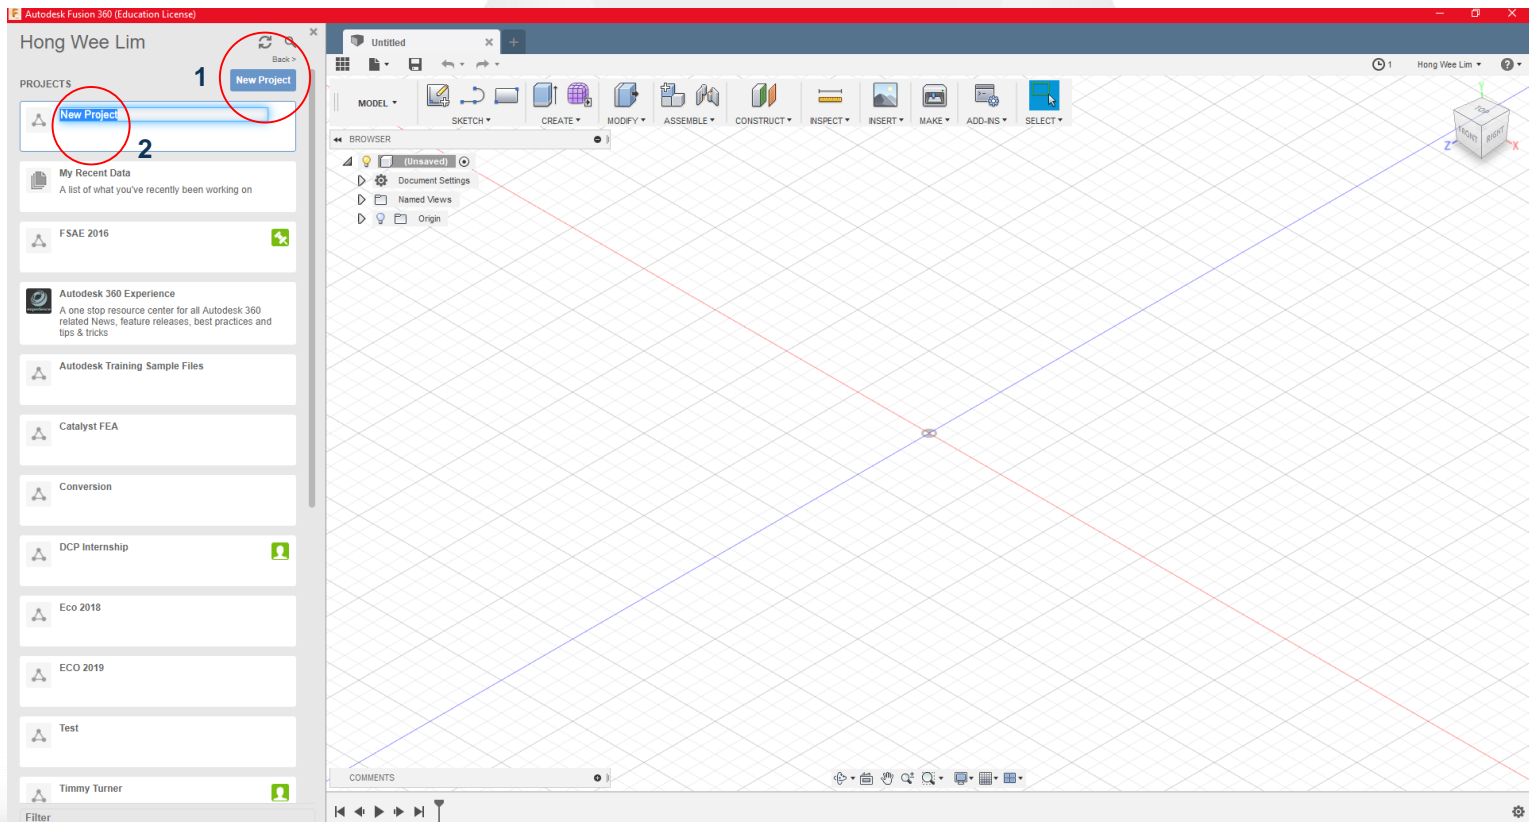 Autodesk Fusion 360 (Education License)
Hong Wee Lim
Back >
PROJECTS
1
New Project
New Project
2
My Recent Data
A list of what you've recently been working on
FSAE 2016
Autodesk 360 Experience
A one stop resource center for all Autodesk 360
related News, feature releases, best practices and
tips & tricks
Autodesk Training Sample Files
Catalyst FEA
Conversion
DCP Internship
Eco 2018
ECO 2019
Test
Timmy Turner
Filter
Untitled
1
Hong Wee Lim
MODEL
SKETCH
CREATE
MODIFY
ASSEMBLE
CONSTRUCT
INSPECT
INSERT
MAKE
ADD-INS
SELECT
BROWSER
(Unsaved)
Document Settings
Named Views
Origin
Y
TOP
FRONT
RIGHT
Z
X
COMMENTS